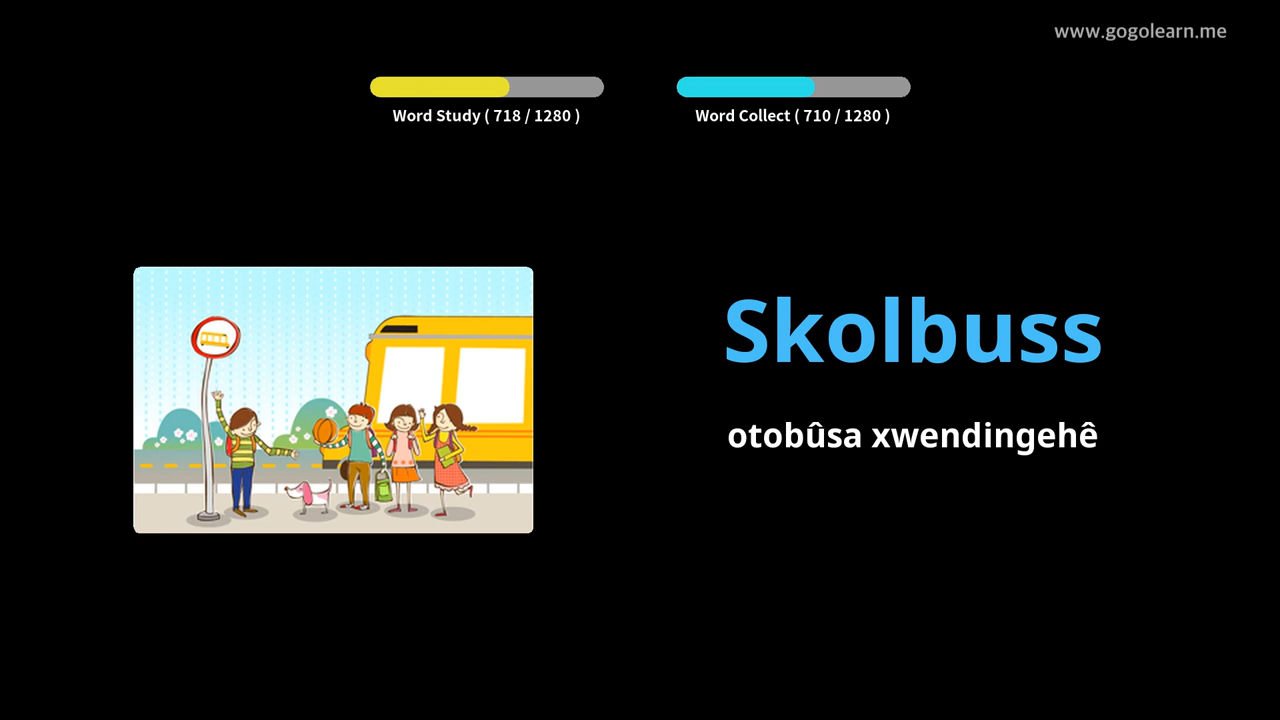 www.gogolearn.me
Word Study ( 718 / 1280 )
Word Collect ( 710 / 1280 )
Skolbuss
otobûsa xwendingehê